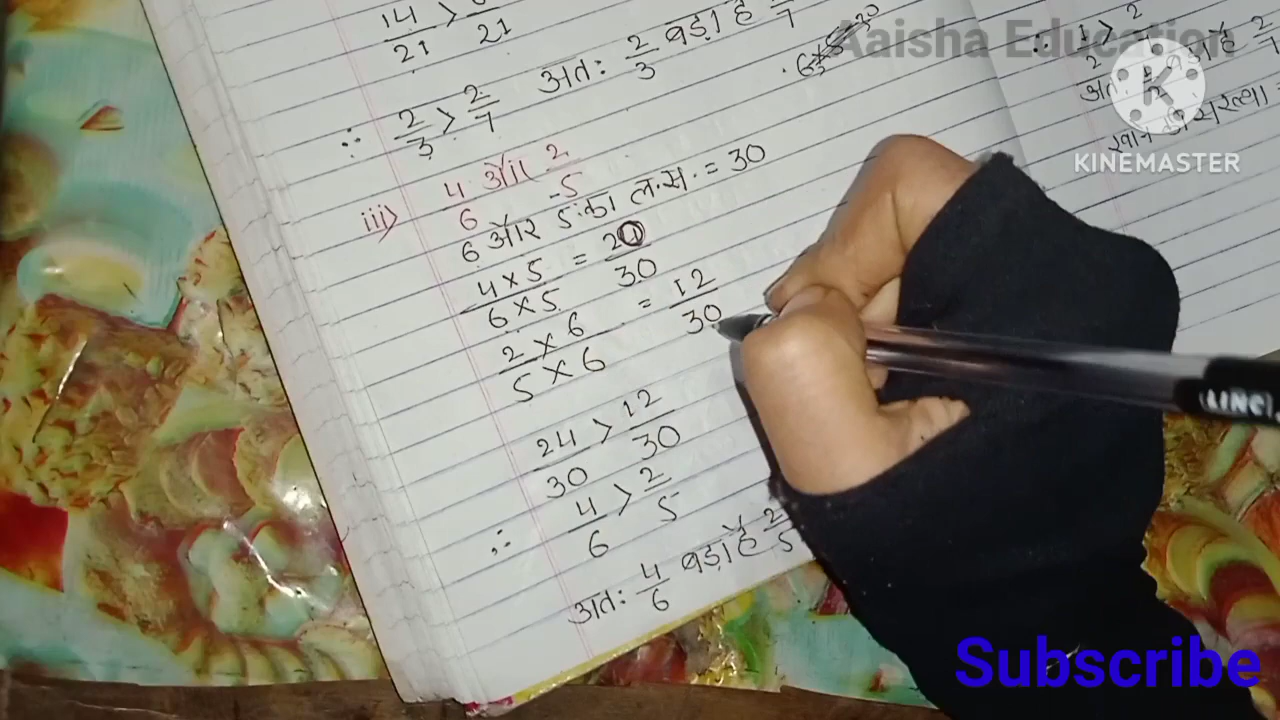 14/21 > /21
∴ 2/3 > 2/7 अतः 2/3 बड़ा है /7
iii) 4/6 और 2/5
6 और 5 का ल.स. = 30
4×5/6×5 = 20/30
2×6/5×6 = 12/30
24/30 > 12/30
∴ 4/6 > 2/5
अतः 4/6 बड़ा है 2/5
Aaisha Education
KINEMASTER
LINC
Subscribe